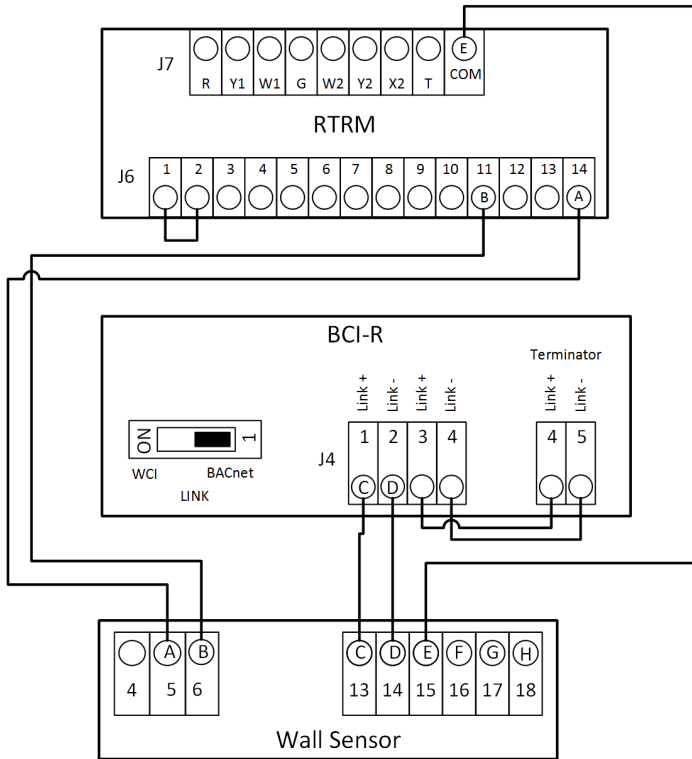 E
J7
R Y1 W1 G W2 Y2 X2 T COM
RTRM
J6
1 2 3 4 5 6 7 8 9 10 11 12 13 14
B A
BCI-R
Terminator
Link + Link - Link + Link - Link + Link -
ON 1
1 2 3 4 4 5
J4
WCI BACnet
LINK
C D
A B C D E F G H
4 5 6 13 14 15 16 17 18
Wall Sensor